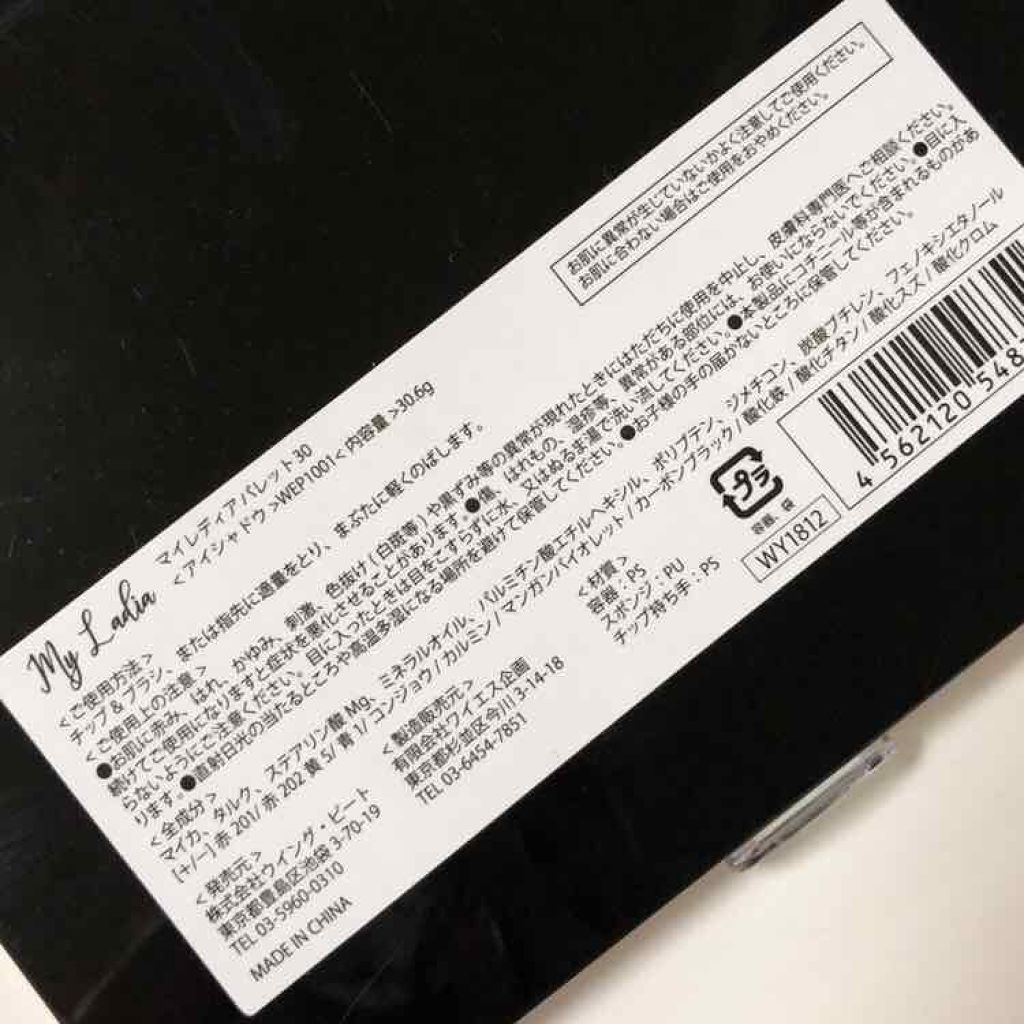 My Ladia
マイレディアパレット30
<アイシャドウ>WEP1001<内容量>30.6g
お肌に異常が生じていないかよく注意してご使用ください。
お肌に合わない場合はご使用をおやめください。
<ご使用方法>
チップ&ブラシ、または指先に適量をとり、まぶたに軽くのばします。
<ご使用上の注意>
●お肌に赤み、はれ、かゆみ、刺激、色抜け(白斑等)や黒ずみ等の異常が現れたときにはただちに使用を中止し、皮膚科専門医へご相談ください。
続けてご使用になりますと症状を悪化させることがあります。●傷、はれもの、湿疹等、異常がある部位には、お使いにならないでください。●目に入
らないようにご注意ください。目に入ったときは目をこすらずに水、又はぬるま湯で洗い流してください。●本製品にコチニール等が含まれるものがあ
ります。●直射日光の当たるところや高温多湿になる場所を避けて保管してください。●お子様の手の届かないところに保管してください。
<全成分>
マイカ、タルク、ステアリン酸Mg、ミネラルオイル、パルミチン酸エチルヘキシル、ポリブテン、ジメチコン、炭酸プチレン、フェノキシエタノール
[+/-]赤201/赤202 黄5/青1/コンジョウ/カルミン/マンガンバイオレット/カーボンブラック/酸化鉄/酸化チタン/酸化スズ/酸化クロム
<発売元>
株式会社ウイング・ビート
東京都豊島区池袋3-70-19
TEL 03-5960-0310
MADE IN CHINA
<製造販売元>
有限会社ワイエス企画
東京都杉並区今川13-14-18
TEL 03-6454-7851
<材質>
容器:PS
スポンジ:PU
チップ持ち手:PS
プラ
容器、袋
WY1812
4 562120 548